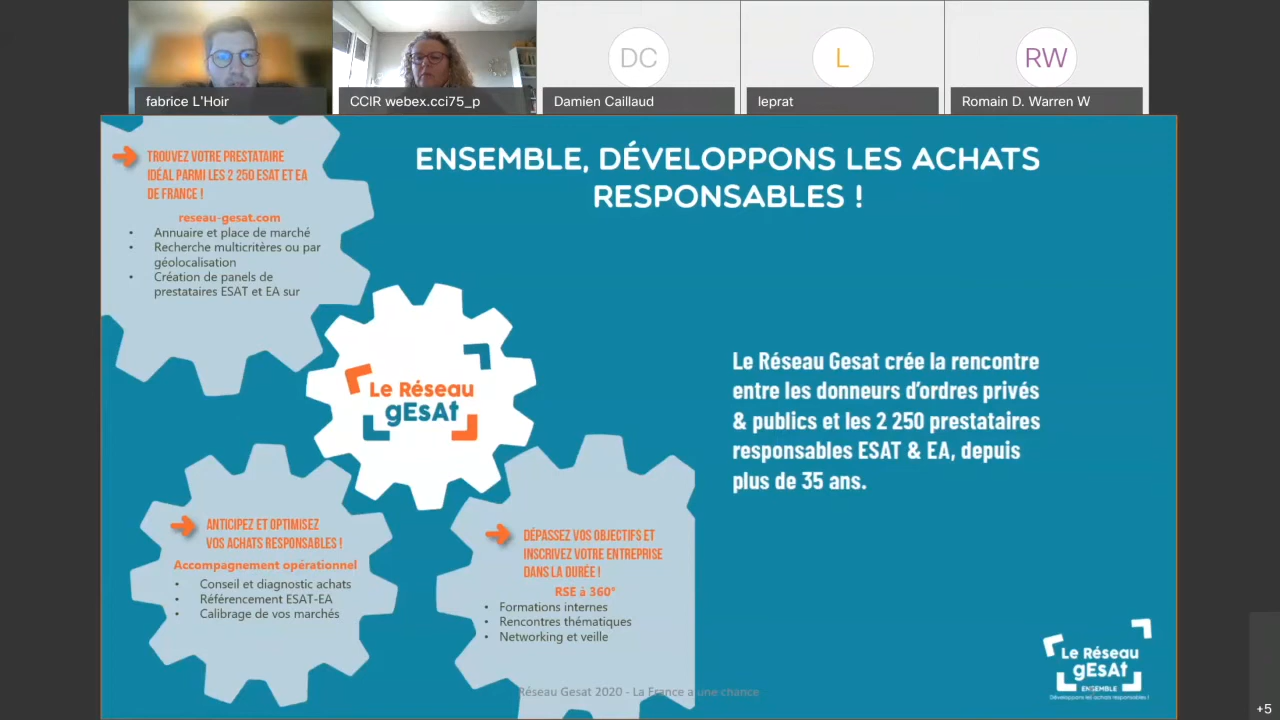 DC
L
RW
fabrice L'Hoir
CCIR webex.cci75_p
Damien Caillaud
leprat
Romain D. Warren W
ENSEMBLE, DÉVELOPPONS LES ACHATS
RESPONSABLES !
TROUVEZ VOTRE PRESTATAIRE
IDÉAL PARMI LES 2 250 ESAT ET EA
DE FRANCE !
reseau-gesat.com
• Annuaire et place de marché
• Recherche multicritères ou par
géolocalisation
• Création de panels de
prestataires ESAT et EA sur
Le Réseau
gEsAt
Le Réseau Gesat crée la rencontre
entre les donneurs d'ordres privés
& publics et les 2 250 prestataires
responsables ESAT & EA, depuis
plus de 35 ans.
ANTICIPEZ ET OPTIMISEZ
VOS ACHATS RESPONSABLES !
Accompagnement opérationnel
• Conseil et diagnostic achats
• Référencement ESAT-EA
• Calibrage de vos marchés
DÉPASSEZ VOS OBJECTIFS ET
INSCRIVEZ VOTRE ENTREPRISE
DANS LA DURÉE !
RSE à 360°
• Formations internes
• Rencontres thématiques
• Networking et veille
Réseau Gesat 2020 - La France a une chance
Le Réseau
gEsAt
ENSEMBLE
Développons les achats responsables !
+5